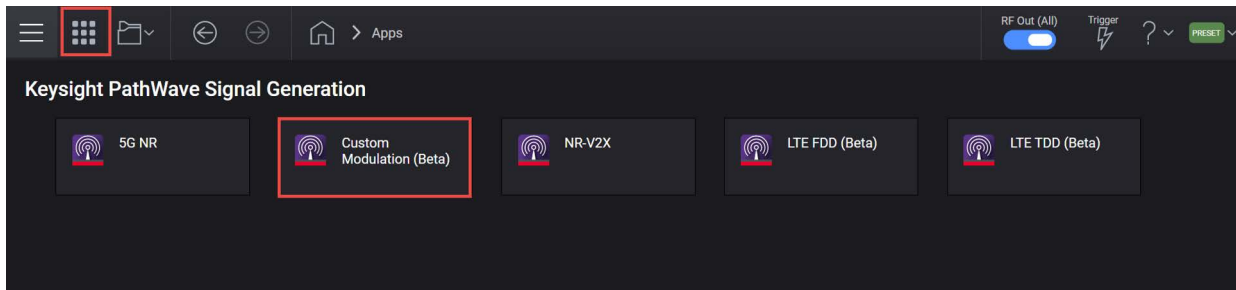 Apps
RF Out (All)
Trigger
?
PRESET
Keysight PathWave Signal Generation
5G NR
Custom
Modulation (Beta)
NR-V2X
LTE FDD (Beta)
LTE TDD (Beta)